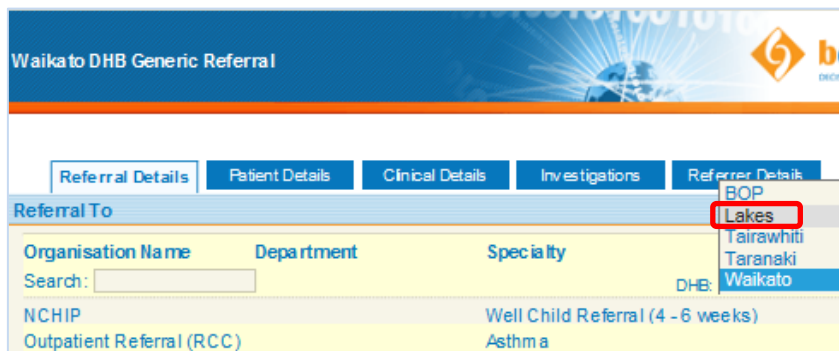 Waikato DHB Generic Referral
Referral Details Patient Details Clinical Details Investigations Referrer Details
Referral To
BOP
Lakes
Tairawhiti
Taranaki
Waikato
Organisation Name Department Specialty
Search: DHB:
NCHIP Well Child Referral (4 - 6 weeks)
Outpatient Referral (RCC) Asthma